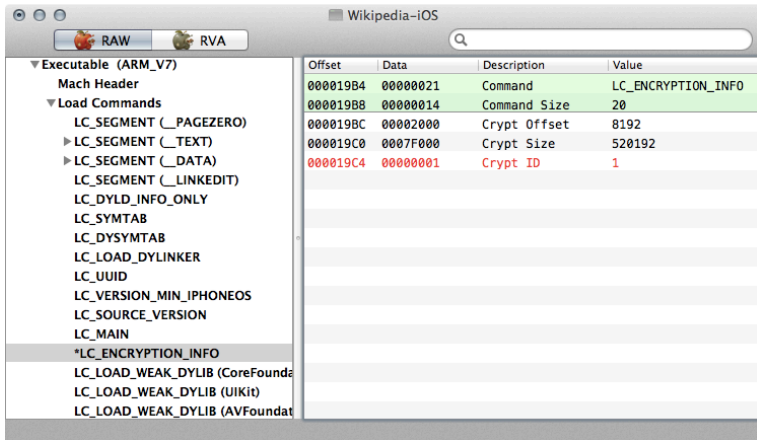 Wikipedia-iOS
RAW RVA
Executable (ARM_V7)
Mach Header
Load Commands
LC_SEGMENT (__PAGEZERO)
LC_SEGMENT (__TEXT)
LC_SEGMENT (__DATA)
LC_SEGMENT (__LINKEDIT)
LC_DYLD_INFO_ONLY
LC_SYMTAB
LC_DYSYMTAB
LC_LOAD_DYLINKER
LC_UUID
LC_VERSION_MIN_IPHONEOS
LC_SOURCE_VERSION
LC_MAIN
*LC_ENCRYPTION_INFO
LC_LOAD_WEAK_DYLIB (CoreFounda
LC_LOAD_WEAK_DYLIB (UIKit)
LC_LOAD_WEAK_DYLIB (AVFoundat
Offset Data Description Value
000019B4 00000021 Command LC_ENCRYPTION_INFO
000019B8 00000014 Command Size 20
000019BC 00002000 Crypt Offset 8192
000019C0 0007F000 Crypt Size 520192
000019C4 00000001 Crypt ID 1